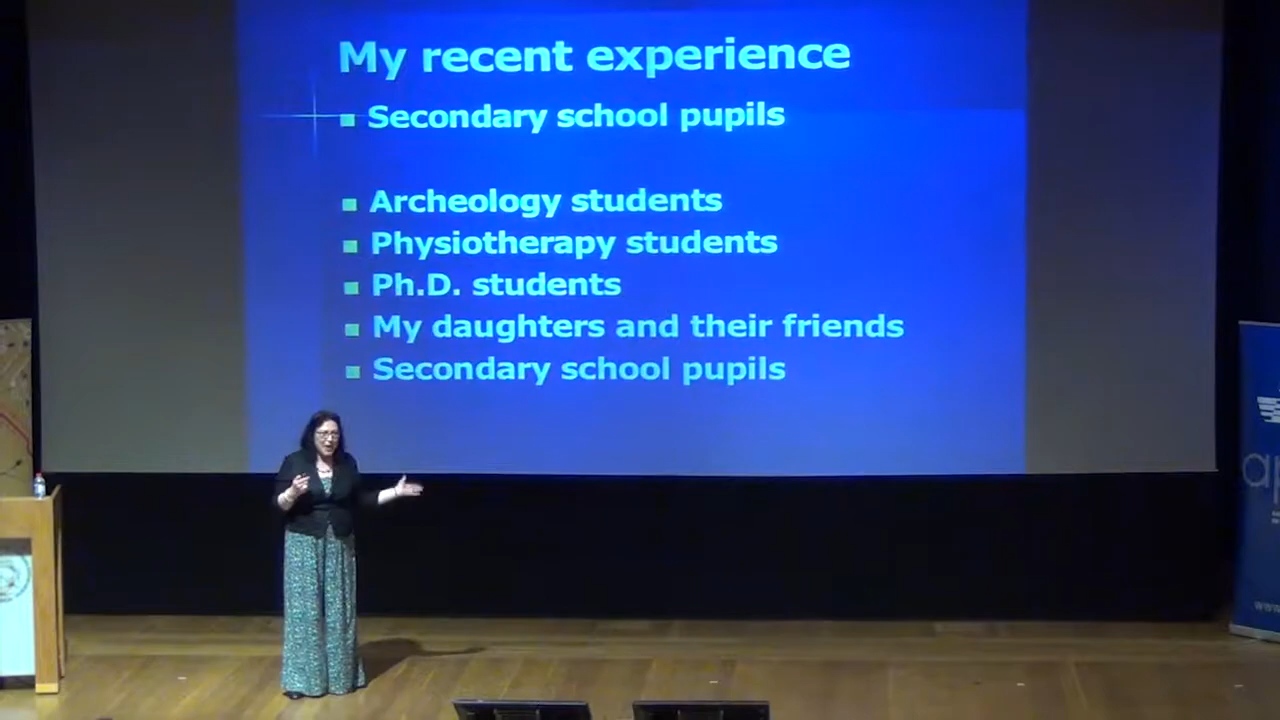 My recent experience
Secondary school pupils
Archeology students
Physiotherapy students
Ph.D. students
My daughters and their friends
Secondary school pupils